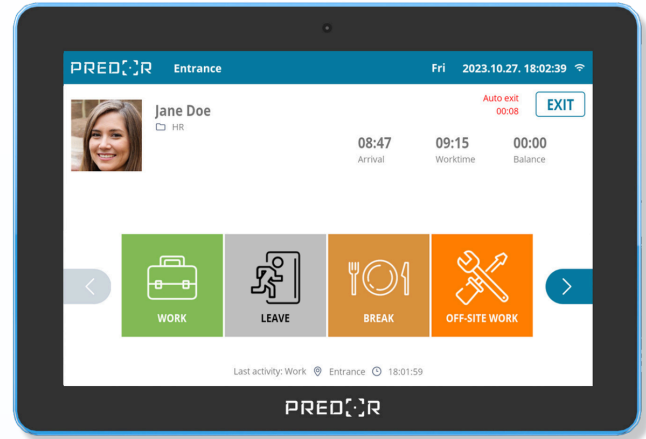 PRED[·]R Entrance Fri 2023.10.27. 18:02:39
Jane Doe
HR
Auto exit
00:08
EXIT
08:47 09:15 00:00
Arrival Worktime Balance
WORK LEAVE BREAK OFF-SITE WORK
Last activity: Work Entrance 18:01:59
PRED[·]R